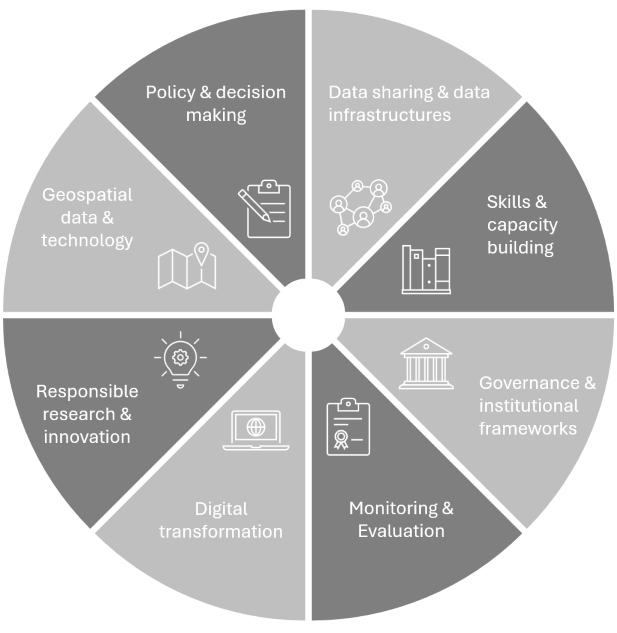 Policy & decision
making
Data sharing & data
infrastructures
Skills &
capacity
building
Governance &
institutional
frameworks
Monitoring &
Evaluation
Digital
transformation
Responsible
research &
innovation
Geospatial
data &
technology